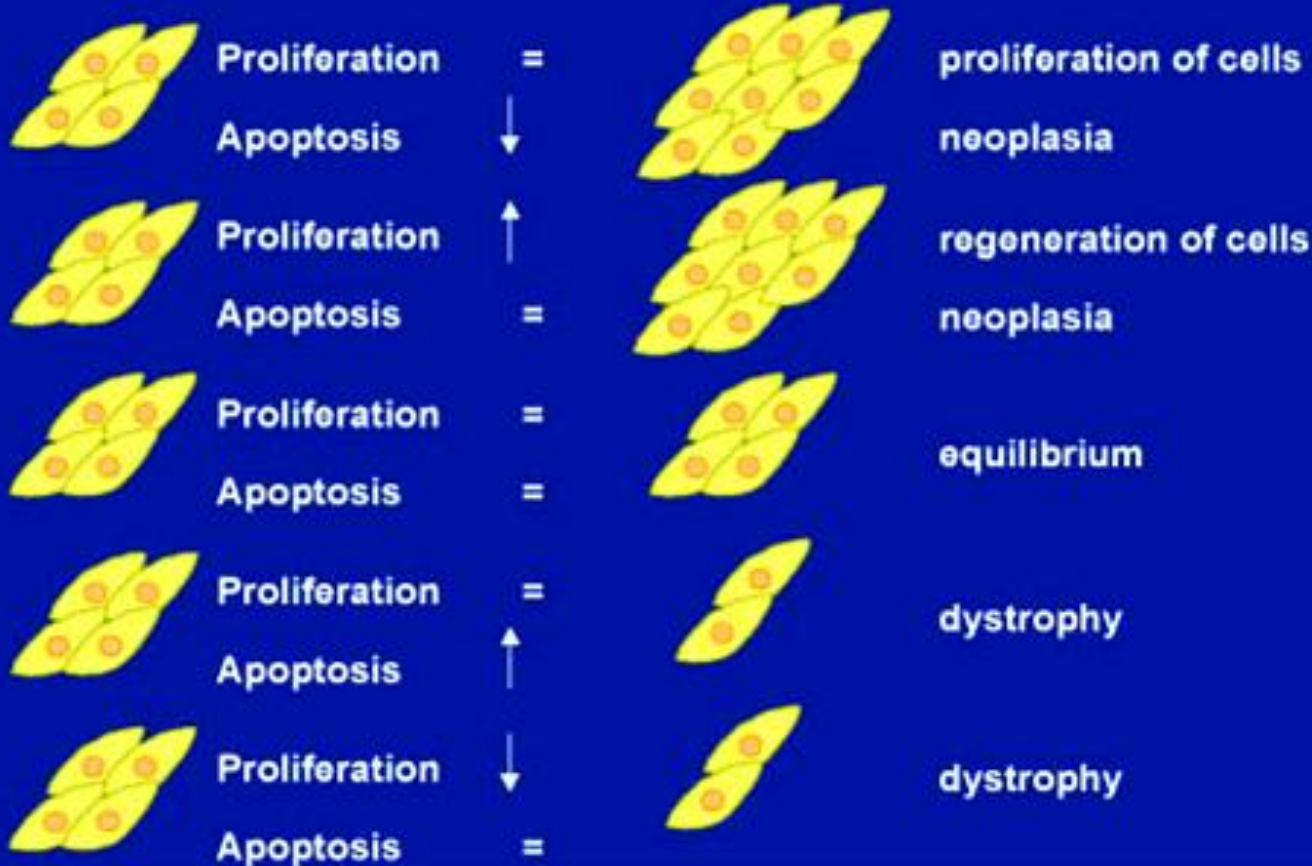 Proliferation = proliferation of cells
Apoptosis ↓ neoplasia
Proliferation ↑ regeneration of cells
Apoptosis = neoplasia
Proliferation =
equilibrium
Apoptosis =
Proliferation =
dystrophy
Apoptosis ↑
Proliferation ↓ dystrophy
Apoptosis =